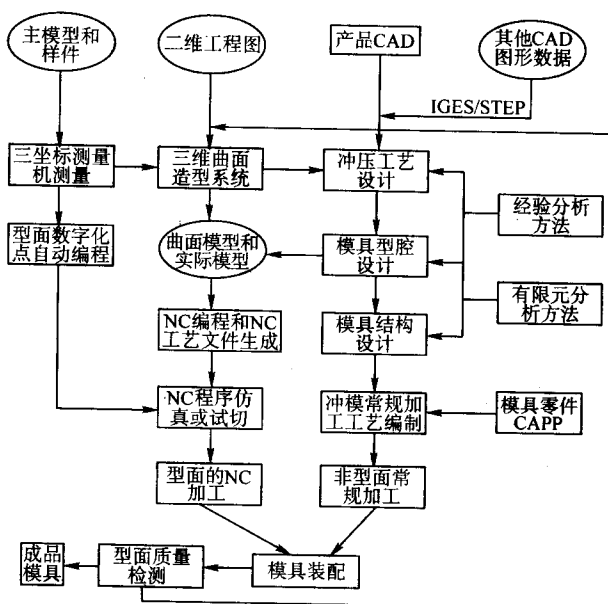 主模型和
样件
二维工程图
产品CAD
其他CAD
图形数据
IGES/STEP
三坐标测量
机测量
三维曲面
造型系统
冲压工艺
设计
经验分析
方法
型面数字化
点自动编程
曲面模型和
实际模型
模具型腔
设计
有限元分
析方法
NC编程和NC
工艺文件生成
模具结构
设计
NC程序仿
真或试切
冲模常规加
工工艺编制
模具零件
CAPP
型面的NC
加工
非型面常
规加工
成品
模具
型面质量
检测
模具装配